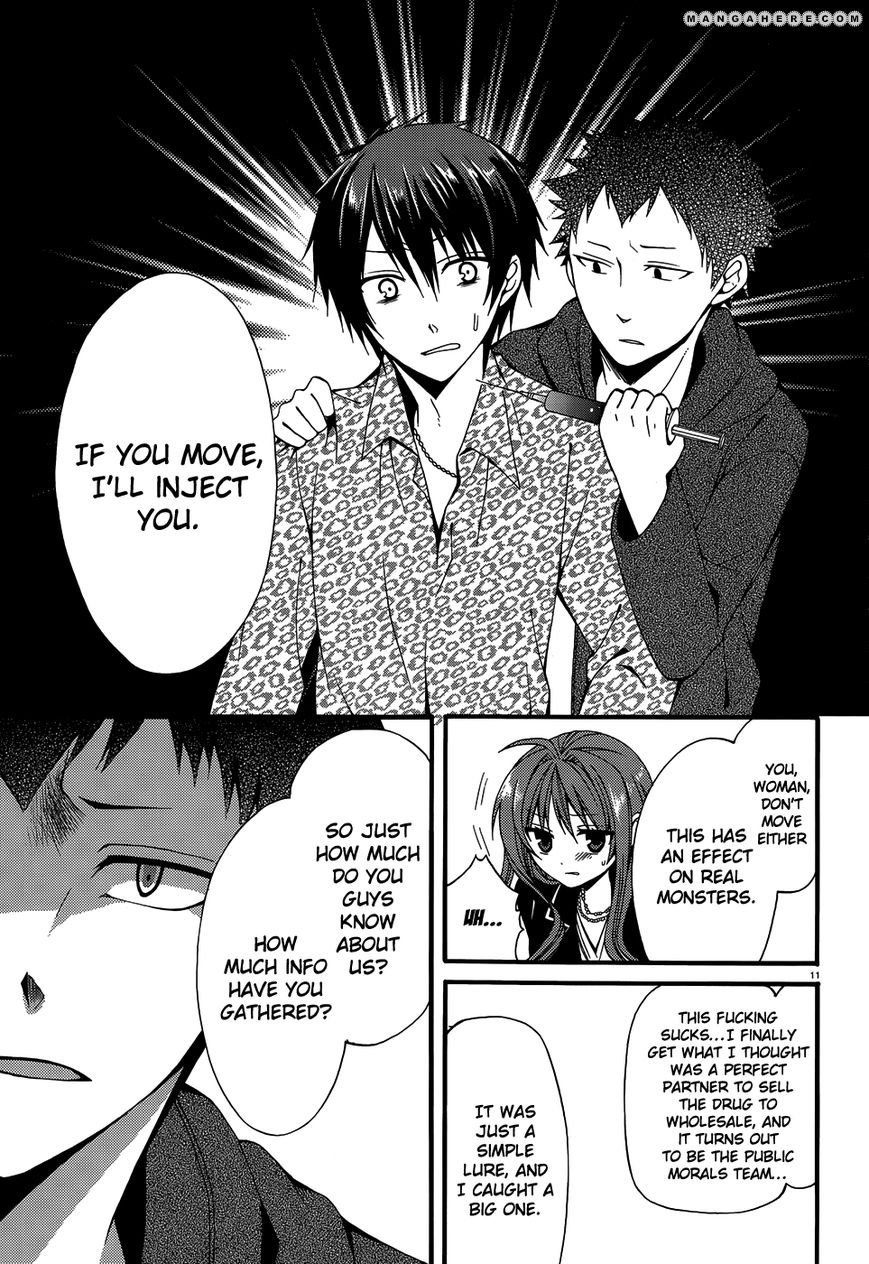 MANGAHERE.COM
IF YOU MOVE,
I'LL INJECT
YOU.
YOU,
WOMAN,
DON'T
MOVE
EITHER
THIS HAS
AN EFFECT
ON REAL
MONSTERS.
UH...
SO JUST
HOW MUCH
DO YOU
GUYS
KNOW
ABOUT
US?
HOW
MUCH INFO
HAVE YOU
GATHERED?
11
THIS FUCKING
SUCKS...I FINALLY
GET WHAT I THOUGHT
WAS A PERFECT
PARTNER TO SELL
THE DRUG TO
WHOLESALE, AND
IT TURNS OUT
TO BE THE PUBLIC
MORALS TEAM...
IT WAS
JUST A
SIMPLE
LURE, AND
I CAUGHT A
BIG ONE.